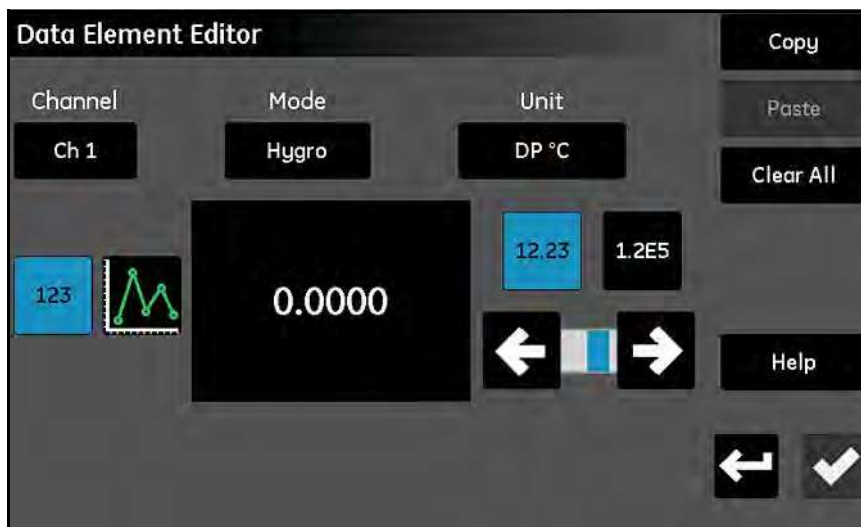 Data Element Editor
Copy
Channel
Mode
Unit
Paste
Ch 1
Hygro
DP °C
Clear All
12.23
1.2E5
123
0.0000
Help